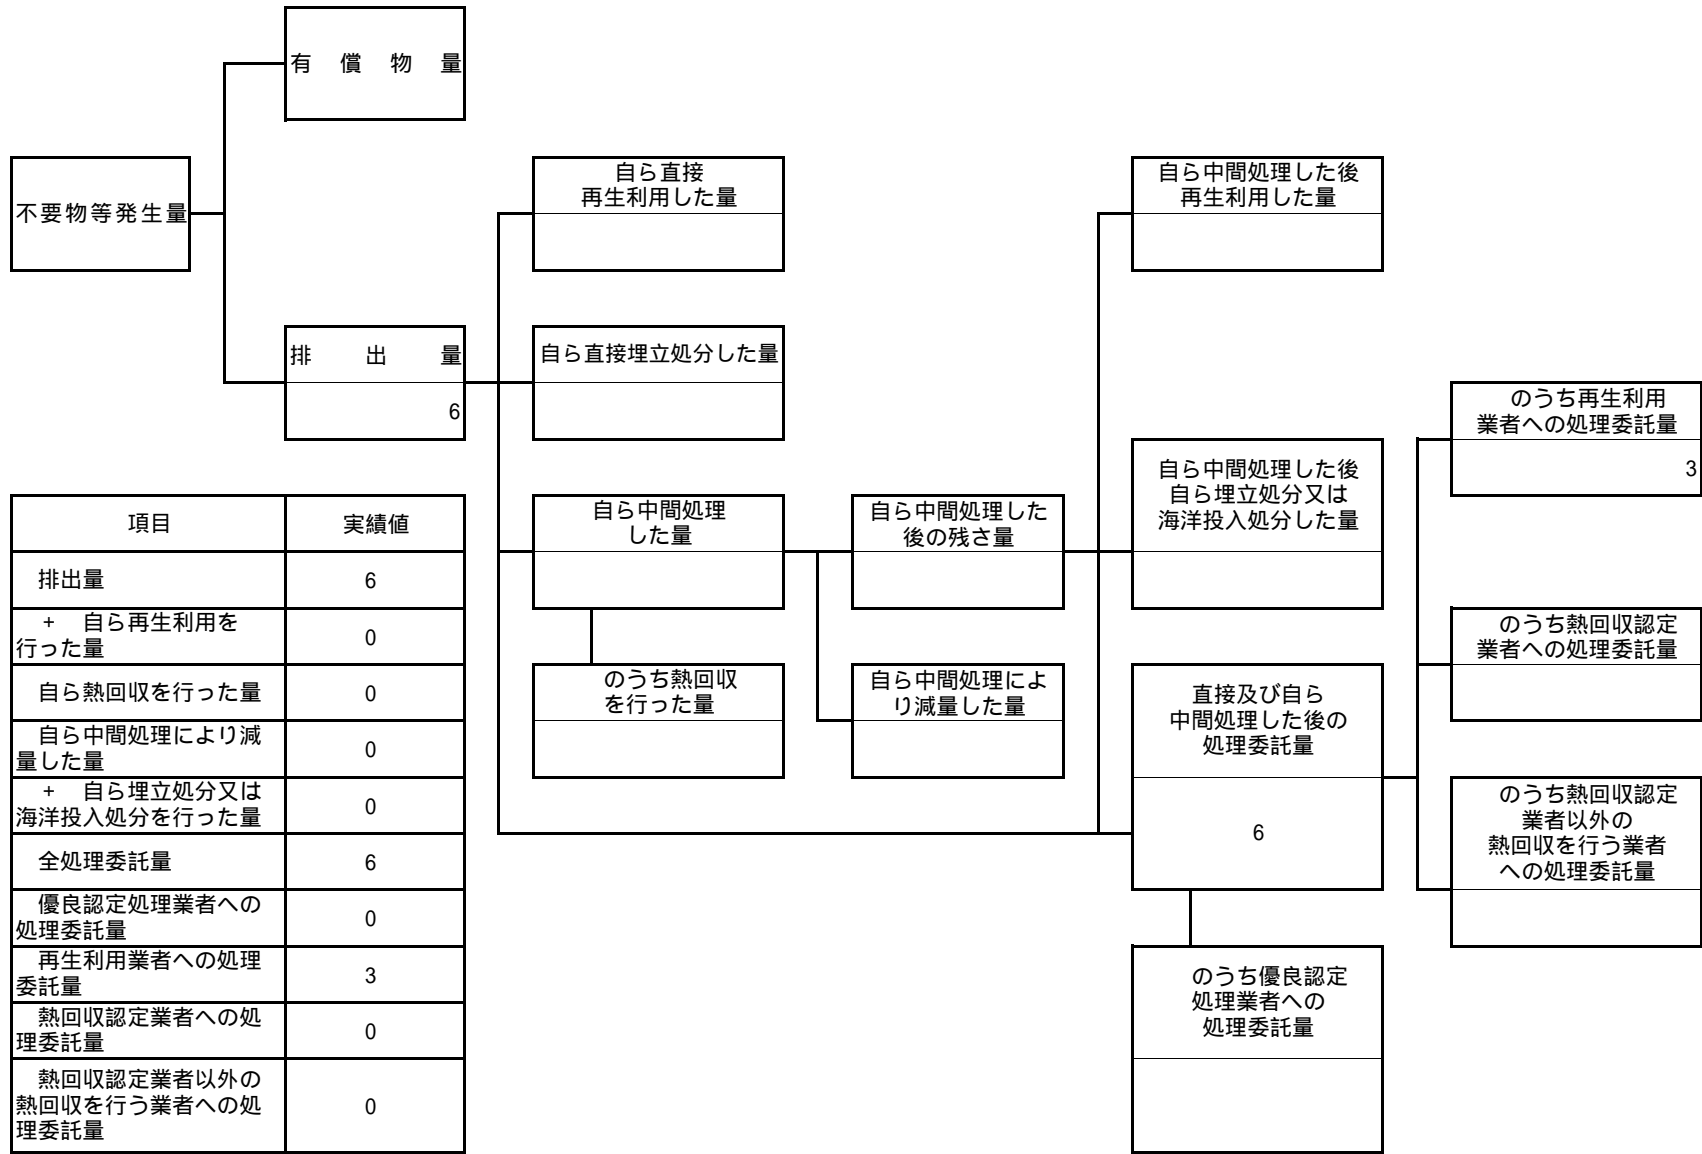 有償物量
不要物等発生量
排出量
6
自ら直接
再生利用した量
自ら直接埋立処分した量
自ら中間処理
した量
のうち熱回収
を行った量
自ら中間処理した
後の残さ量
自ら中間処理によ
り減量した量
自ら中間処理した後
再生利用した量
自ら中間処理した後
自ら埋立処分又は
海洋投入処分した量
直接及び自ら
中間処理した後の
処理委託量
6
のうち優良認定
処理業者への
処理委託量
のうち再生利用
業者への処理委託量
3
のうち熱回収認定
業者への処理委託量
のうち熱回収認定
業者以外の
熱回収を行う業者
への処理委託量
項目 実績値
排出量 6
+ 自ら再生利用を
行った量 0
自ら熱回収を行った量 0
自ら中間処理により減
量した量 0
+ 自ら埋立処分又は
海洋投入処分を行った量 0
全処理委託量 6
優良認定処理業者への
処理委託量 0
再生利用業者への処理
委託量 3
熱回収認定業者への処
理委託量 0
熱回収認定業者以外の
熱回収を行う業者への処
理委託量 0